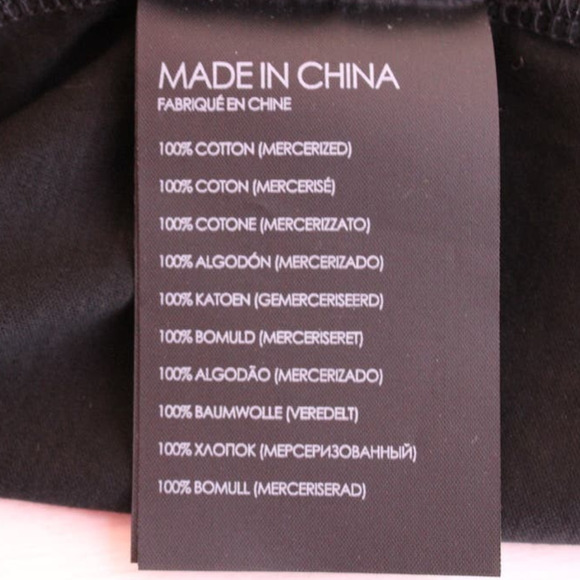 MADE IN CHINA
FABRIQUÉ EN CHINE
100% COTTON (MERCERIZED)
100% COTON (MERCERISÉ)
100% COTONE (MERCERIZZATO)
100% ALGODÓN (MERCERIZADO)
100% KATOEN (GEMERCERISEERD)
100% BOMULD (MERCERISERET)
100% ALGODÃO (MERCERIZADO)
100% BAUMWOLLE (VEREDELT)
100% ХЛОПОК (МЕРСЕРИЗОВАННЫЙ)
100% BOMULL (MERCERISERAD)